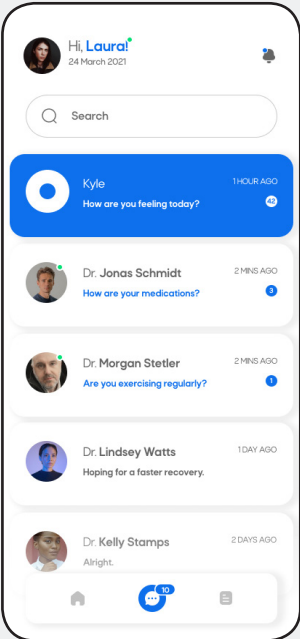 Hi, Laura!
24 March 2021
Search
Kyle
1 HOUR AGO
How are you feeling today?
42
Dr. Jonas Schmidt
2 MINS AGO
How are your medications?
3
Dr. Morgan Stetler
2 MINS AGO
Are you exercising regularly?
1
Dr. Lindsey Watts
1 DAY AGO
Hoping for a faster recovery.
Dr. Kelly Stamps
2 DAYS AGO
Alright.
10